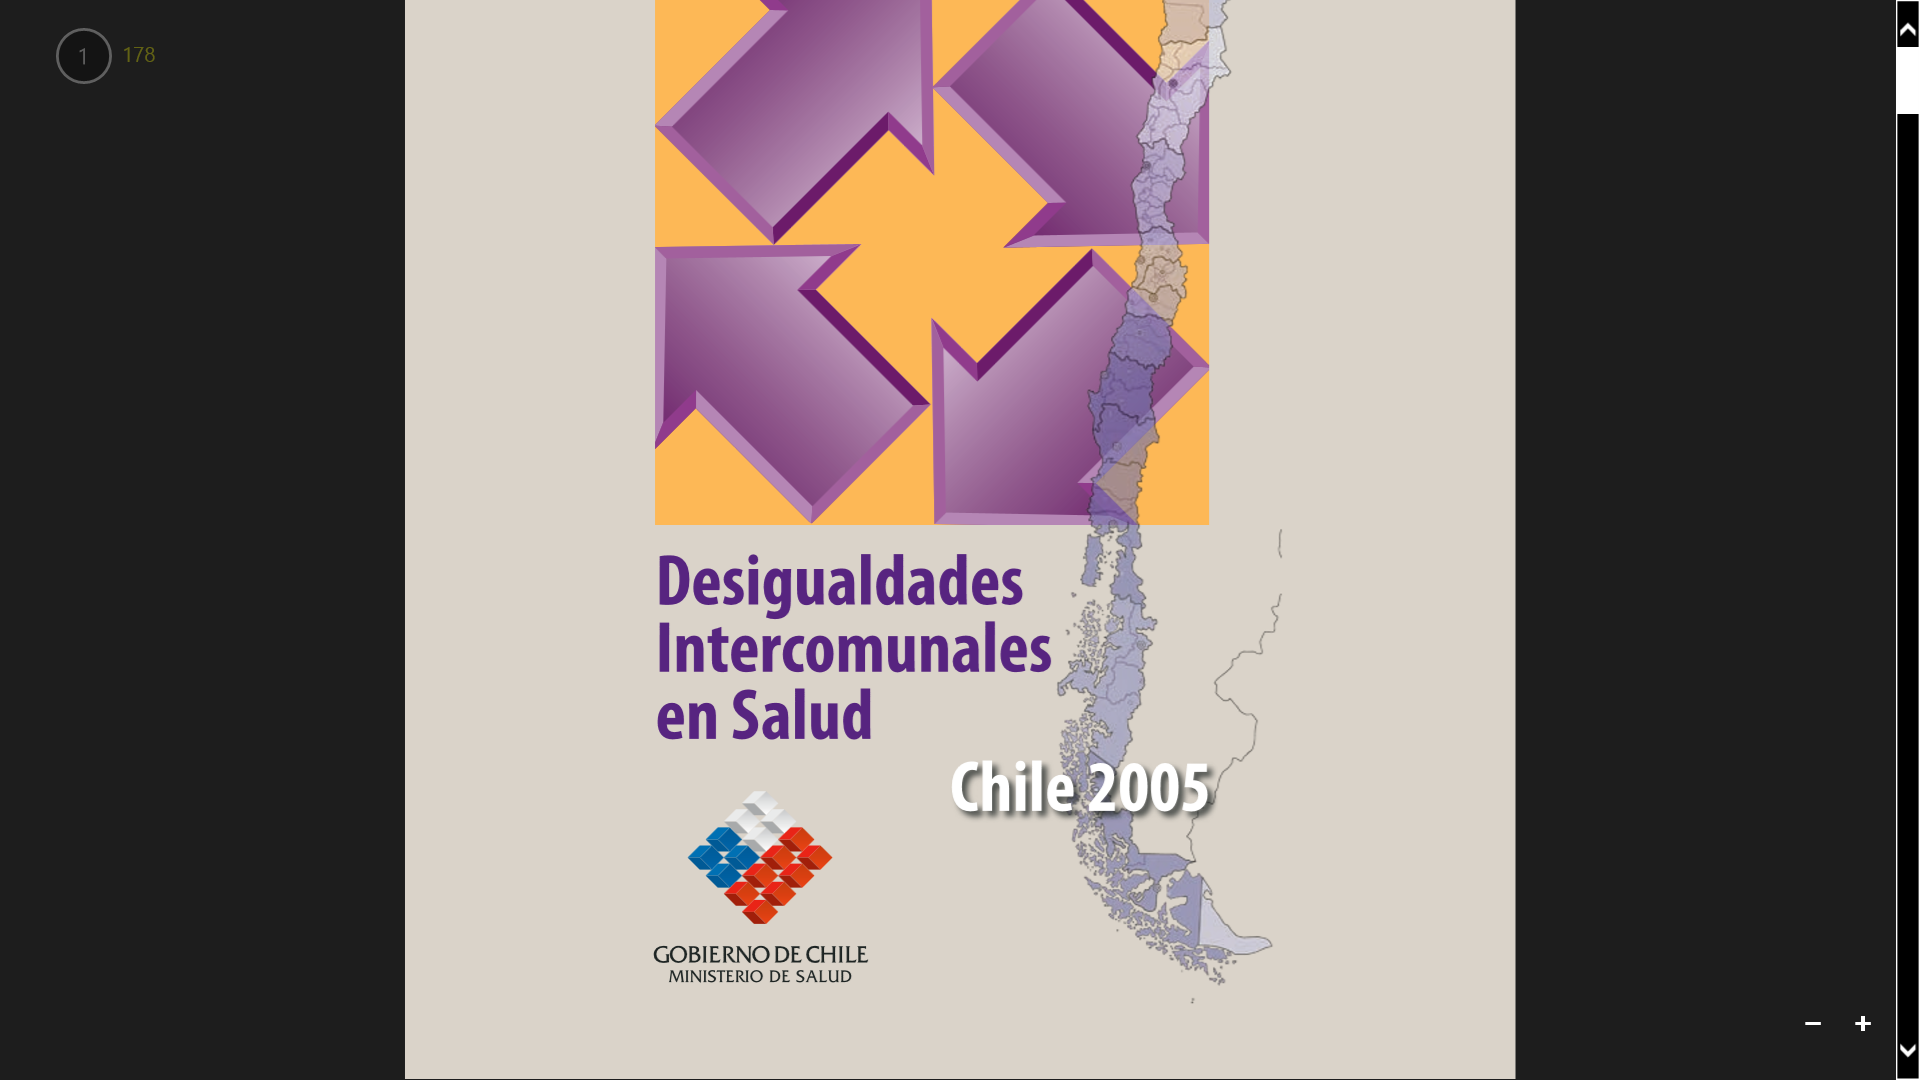 1 178
Desigualdades
Intercomunales
en Salud
Chile 2005
GOBIERNO DE CHILE
MINISTERIO DE SALUD